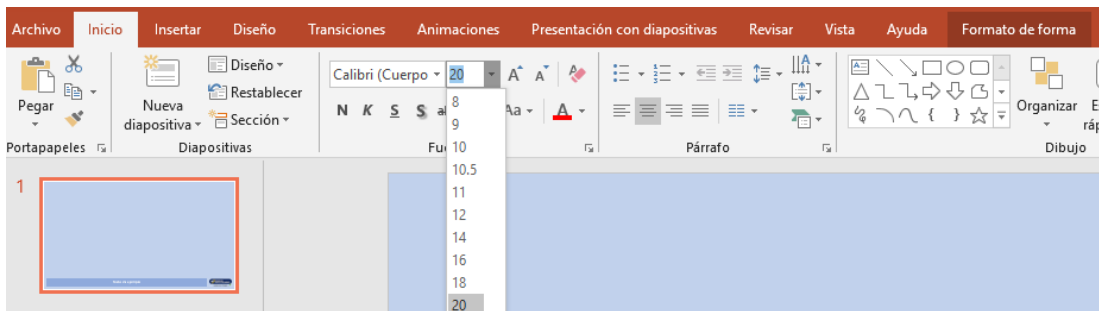 Archivo Inicio Insertar Diseño Transiciones Animaciones Presentación con diapositivas Revisar Vista Ayuda Formato de forma
Pegar
Portapapeles
Nueva
diapositiva
Diseño
Restablecer
Sección
Diapositivas
Calibri (Cuerpo 20
N K S S
Aa A
8
9
10
10.5
11
12
14
16
18
20
Párrafo
Organizar
Dibujo
1